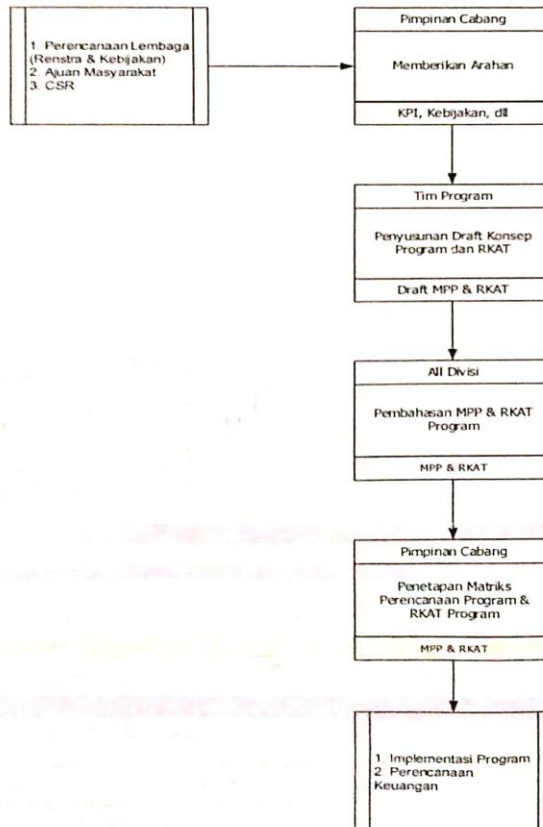 1. Perencanaan Lembaga
(Renstra & Kebijakan)
2. Ajuan Masyarakat
3. CSR
Pimpinan Cabang
Memberikan Arahan
KPI, Kebijakan, dll
Tim Program
Penyusunan Draft Konsep
Program dan RKAT
Draft MPP & RKAT
All Divisi
Pembahasan MPP & RKAT
Program
MPP & RKAT
Pimpinan Cabang
Penetapan Matriks
Perencanaan Program &
RKAT Program
MPP & RKAT
1. Implementasi Program
2. Perencanaan
Keuangan